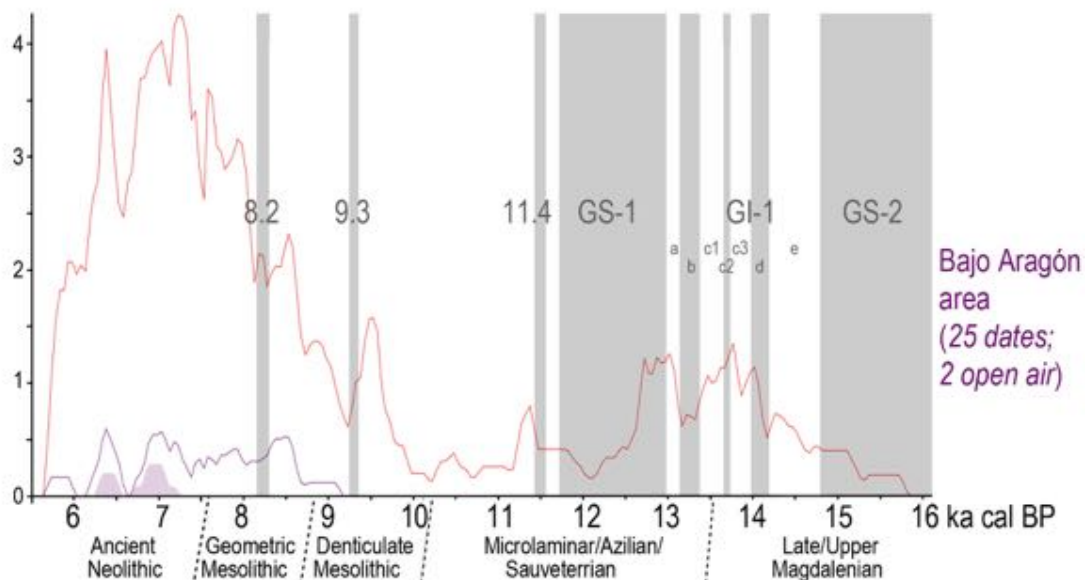 4
3
2
1
0
8.2 9.3 11.4 GS-1 GI-1 GS-2
a c1 c3 e
b c2 d
Bajo Aragón
area
(25 dates;
2 open air)
6 7 8 9 10 11 12 13 14 15 16 ka cal BP
Ancient
Neolithic
Geometric
Mesolithic
Denticulate
Mesolithic
Microlaminar/Azilian/
Sauveterrian
Late/Upper
Magdalenian